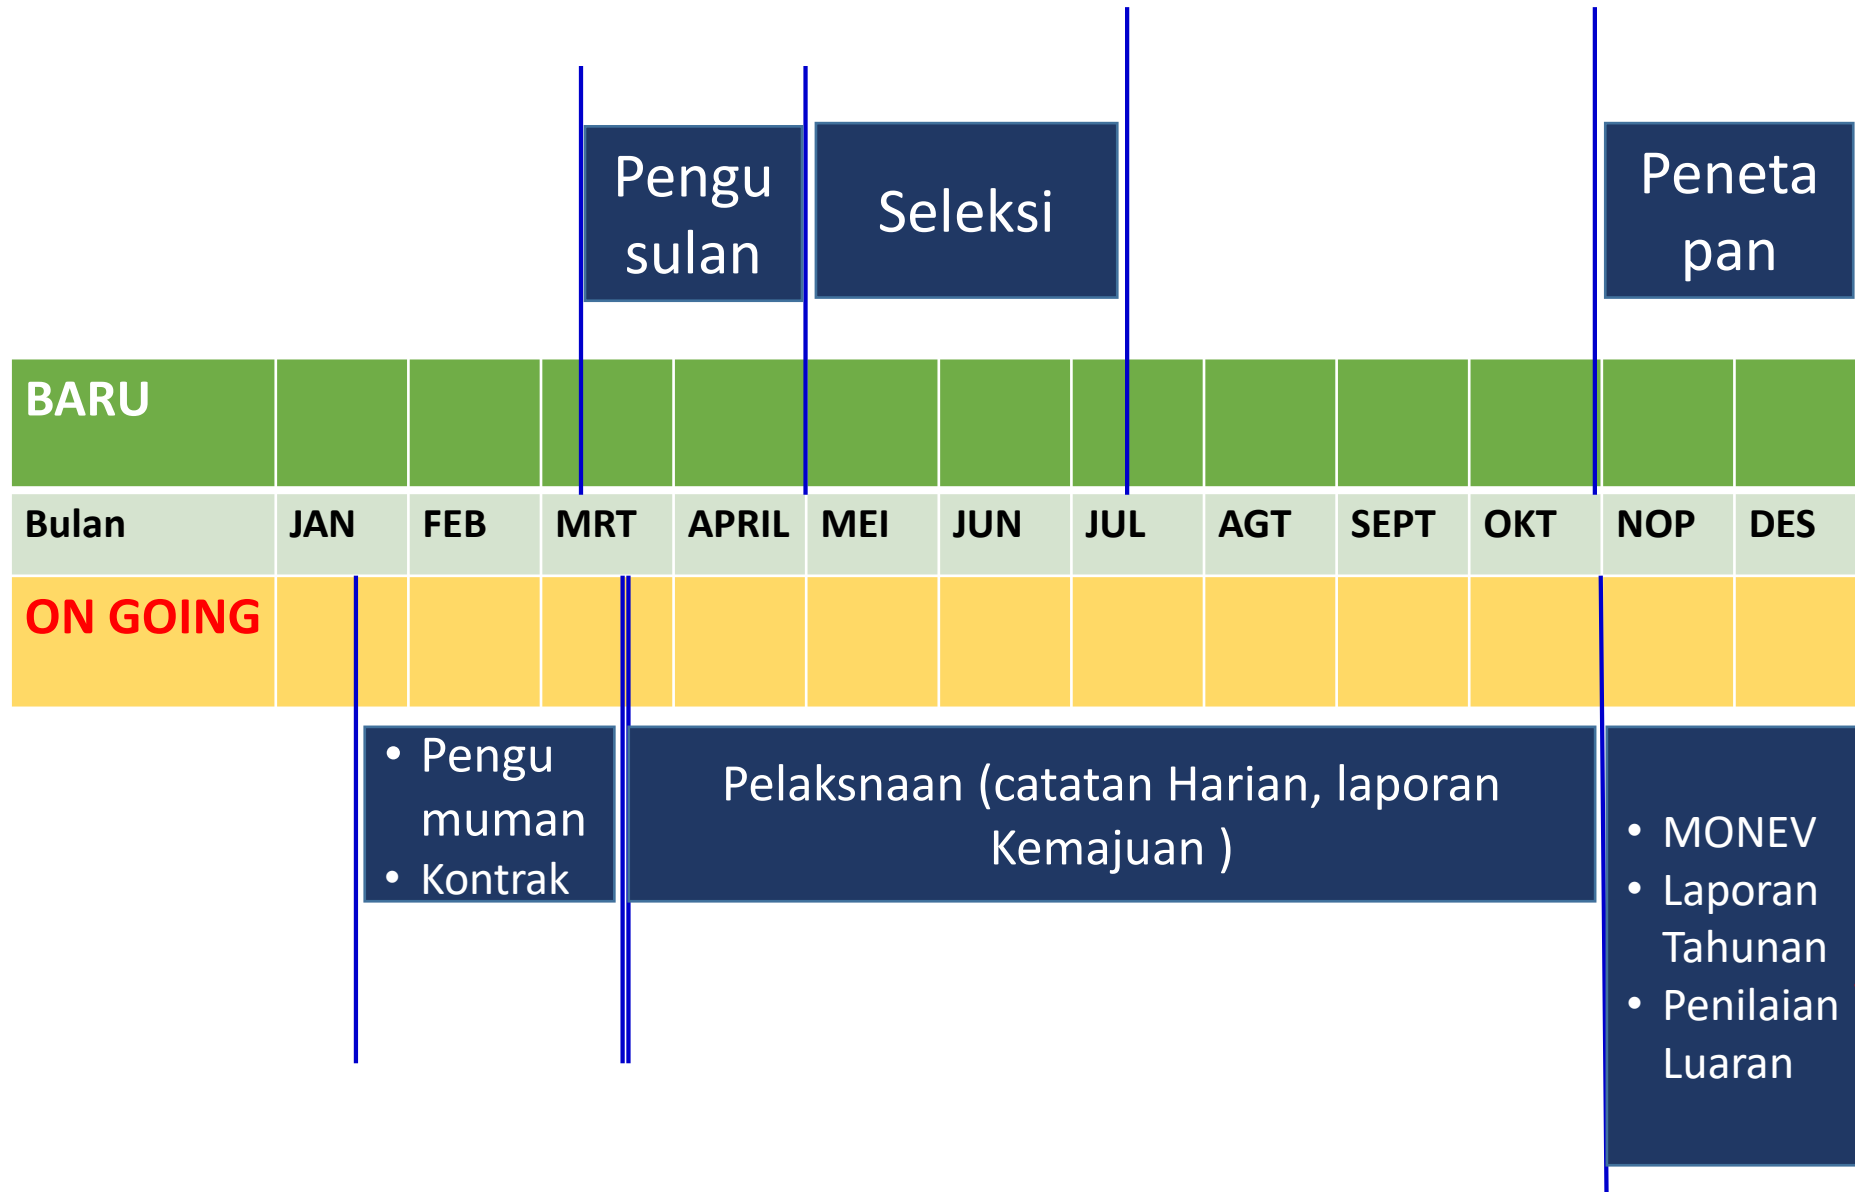 Pengu
sulan
Seleksi
Peneta
pan
BARU
Bulan JAN FEB MRT APRIL MEI JUN JUL AGT SEPT OKT NOP DES
ON GOING
• Pengu
muman
• Kontrak
Pelaksnaan (catatan Harian, laporan
Kemajuan )
• MONEV
• Laporan
Tahunan
• Penilaian
Luaran